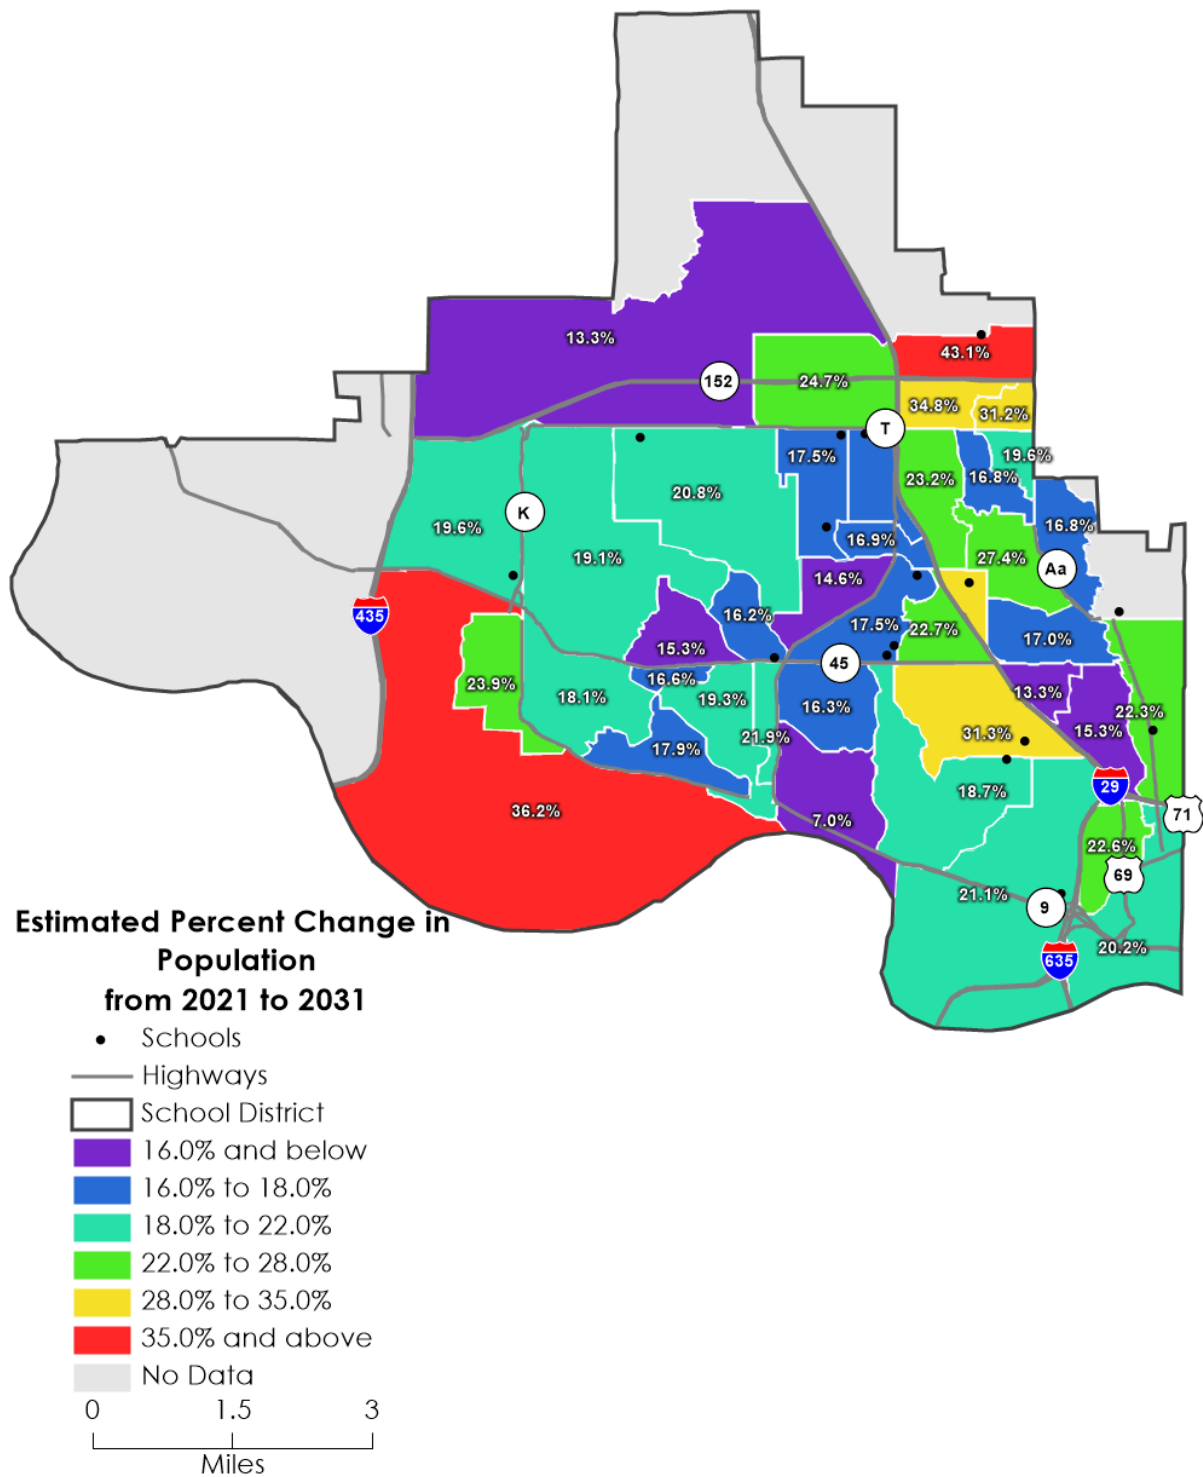 13.3%
43.1%
152
24.7%
34.8%
31.2%
T
17.5%
19.6%
23.2%
16.8%
20.8%
K
19.6%
16.8%
16.9%
19.1%
27.4%
Aa
14.6%
435
16.2%
17.5%
22.7%
17.0%
15.3%
45
16.6%
23.9%
18.1%
19.3%
13.3%
16.3%
22.3%
21.9%
31.3%
15.3%
17.9%
29
18.7%
36.2%
7.0%
71
22.6%
69
21.1%
9
20.2%
635
Estimated Percent Change in
Population
from 2021 to 2031
Schools
Highways
School District
16.0% and below
16.0% to 18.0%
18.0% to 22.0%
22.0% to 28.0%
28.0% to 35.0%
35.0% and above
No Data
0 1.5 3
Miles